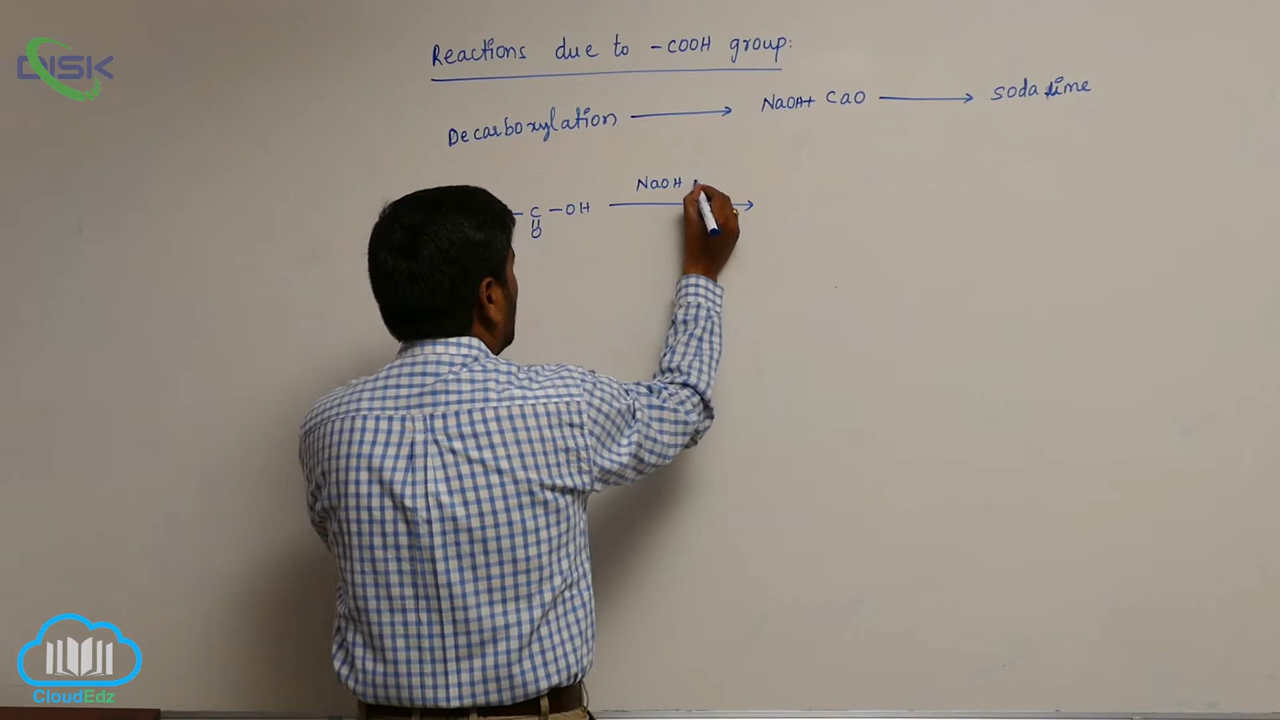 DISK
Reactions due to -COOH group:
Decarboxylation ⟶ NaOH+ CaO ⟶ soda lime
NaOH
- C - OH ⟶
||
O
CloudEdz